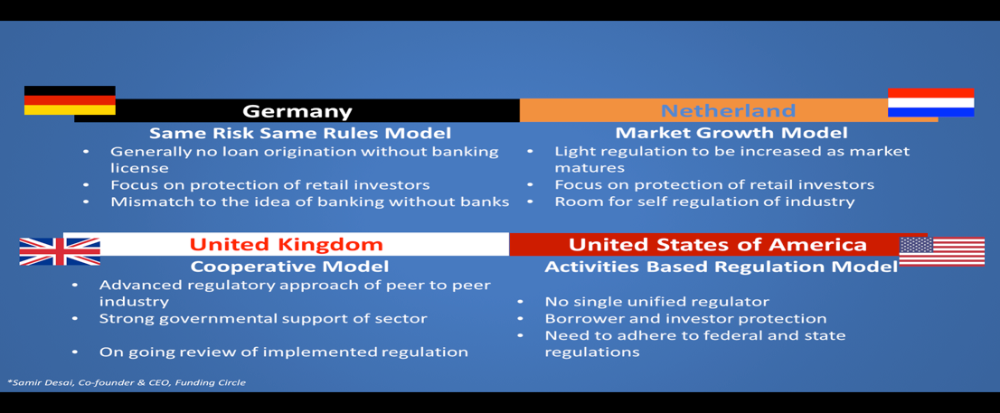 Germany
Same Risk Same Rules Model
• Generally no loan origination without banking
license
• Focus on protection of retail investors
• Mismatch to the idea of banking without banks
Netherland
Market Growth Model
• Light regulation to be increased as market
matures
• Focus on protection of retail investors
• Room for self regulation of industry
United Kingdom
Cooperative Model
• Advanced regulatory approach of peer to peer
industry
• Strong governmental support of sector
• On going review of implemented regulation
United States of America
Activities Based Regulation Model
• No single unified regulator
• Borrower and investor protection
• Need to adhere to federal and state
regulations
*Samir Desai, Co-founder & CEO, Funding Circle